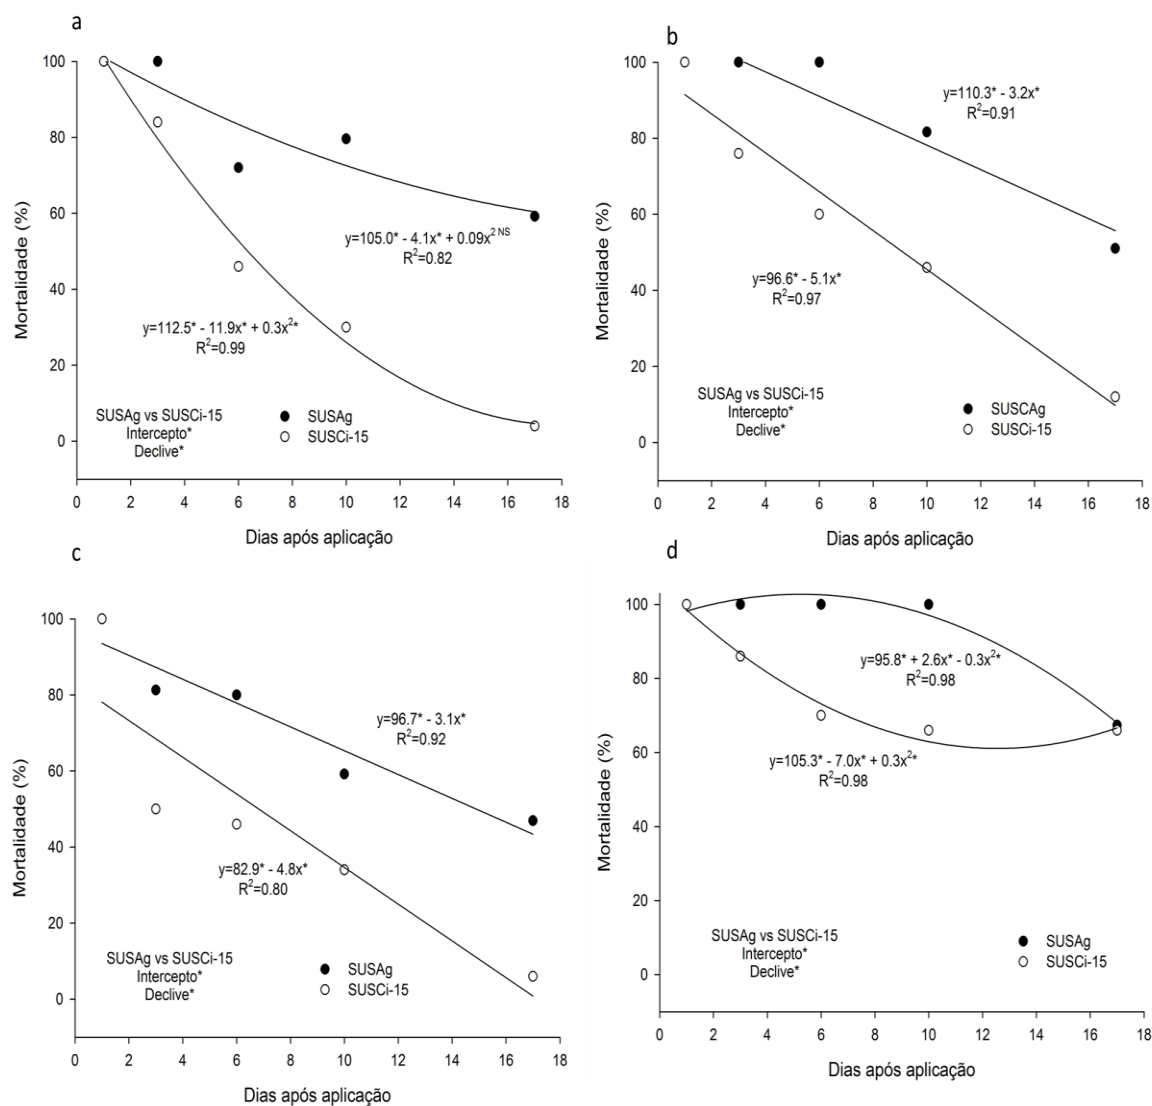 a
Mortalidade (%)
100
80
60
40
20
0
y=105.0* - 4.1x* + 0.09x² ᴺˢ
R²=0.82
y=112.5* - 11.9x* + 0.3x²*
R²=0.99
SUSAg vs SUSCi-15
Intercepto*
Declive*
SUSAg
SUSCi-15
0 2 4 6 8 10 12 14 16 18
Dias após aplicação
b
Mortalidade (%)
100
80
60
40
20
0
y=110.3* - 3.2x*
R²=0.91
y=96.6* - 5.1x*
R²=0.97
SUSAg vs SUSCi-15
Intercepto*
Declive*
SUSCAg
SUSCi-15
0 2 4 6 8 10 12 14 16 18
Dias após aplicação
c
Mortalidade (%)
100
80
60
40
20
0
y=96.7* - 3.1x*
R²=0.92
y=82.9* - 4.8x*
R²=0.80
SUSAg vs SUSCi-15
Intercepto*
Declive*
SUSAg
SUSCi-15
0 2 4 6 8 10 12 14 16 18
Dias após aplicação
d
Mortalidade (%)
100
80
60
40
20
0
y=95.8* + 2.6x* - 0.3x²*
R²=0.98
y=105.3* - 7.0x* + 0.3x²*
R²=0.98
SUSAg vs SUSCi-15
Intercepto*
Declive*
SUSAg
SUSCi-15
0 2 4 6 8 10 12 14 16 18
Dias após aplicação